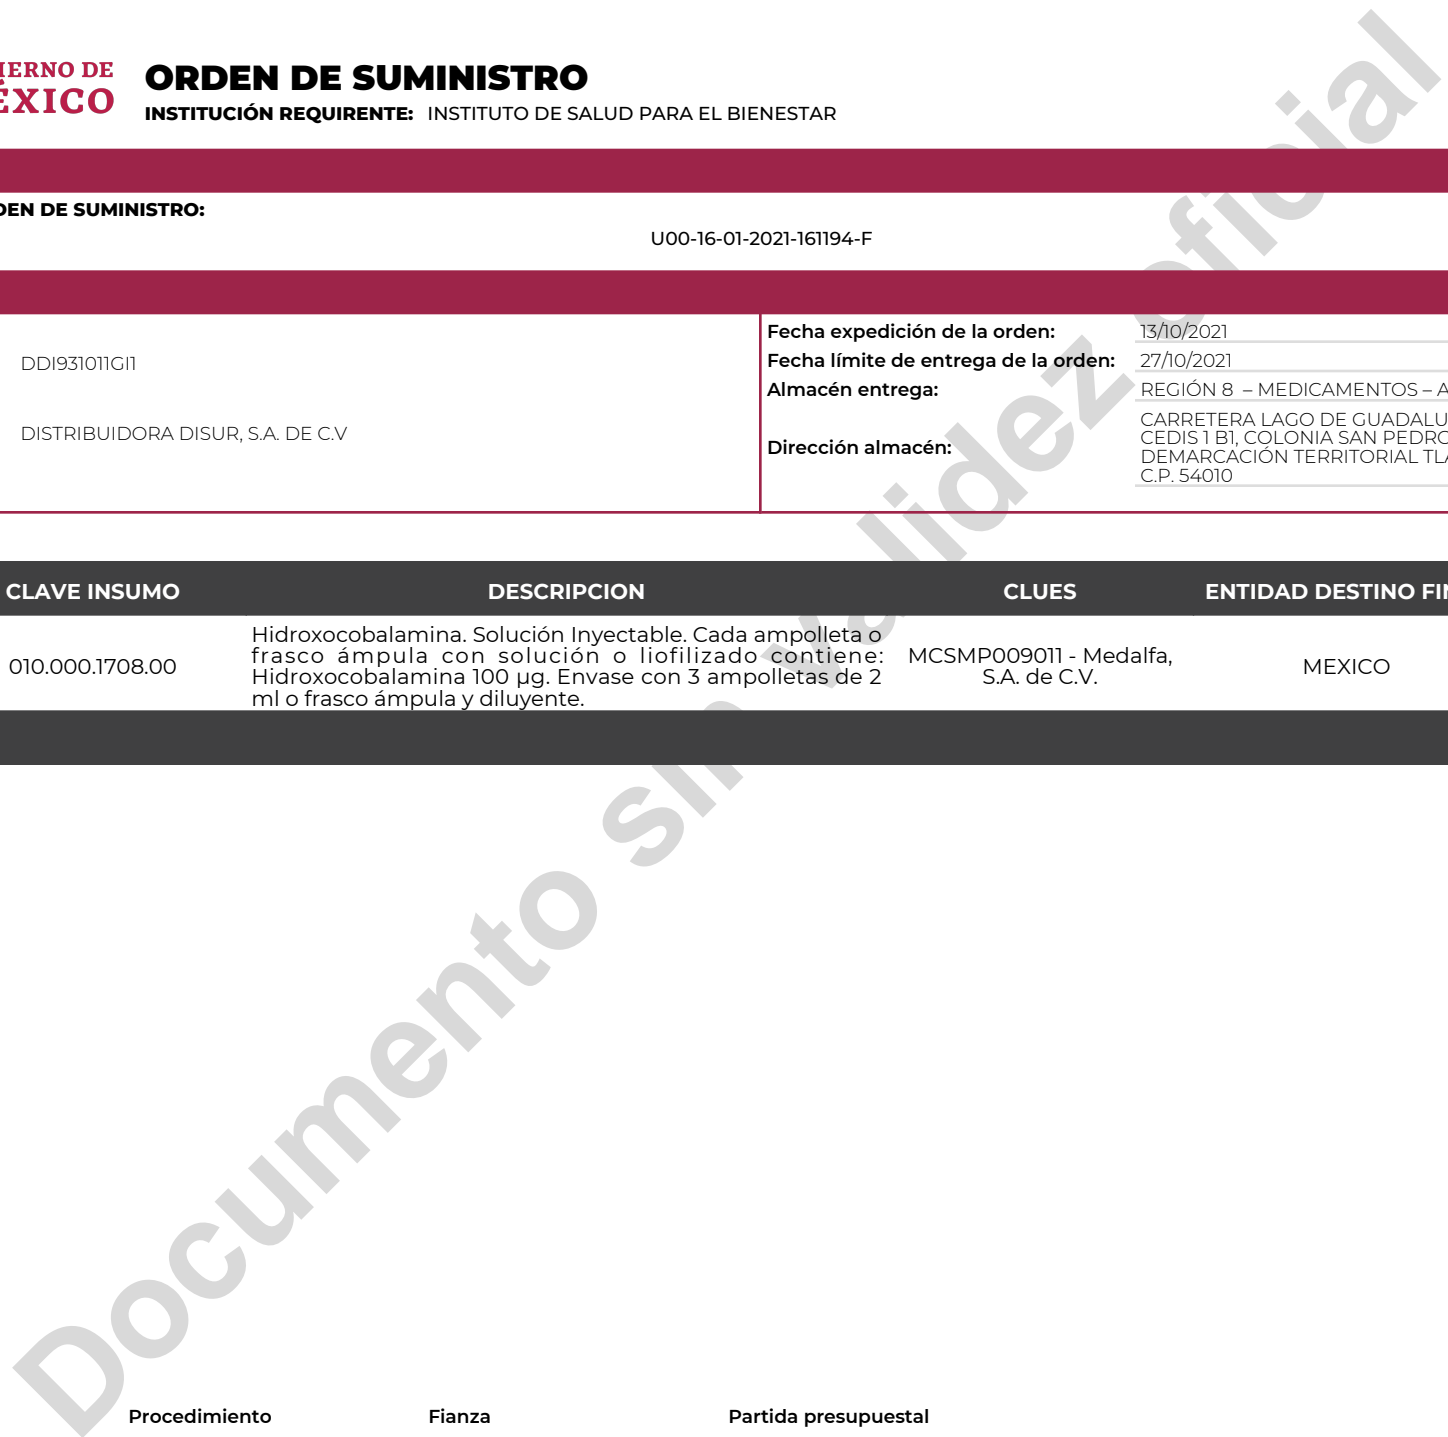 IERNO DE
ÉXICO
ORDEN DE SUMINISTRO
INSTITUCIÓN REQUIRENTE: INSTITUTO DE SALUD PARA EL BIENESTAR
DEN DE SUMINISTRO:
U00-16-01-2021-161194-F
DDI931011GI1
DISTRIBUIDORA DISUR, S.A. DE C.V
Fecha expedición de la orden: 13/10/2021
Fecha límite de entrega de la orden: 27/10/2021
Almacén entrega: REGIÓN 8 – MEDICAMENTOS – A
Dirección almacén:
CARRETERA LAGO DE GUADALU
CEDIS 1 B1, COLONIA SAN PEDRO
DEMARCACIÓN TERRITORIAL TLA
C.P. 54010
CLAVE INSUMO DESCRIPCION CLUES ENTIDAD DESTINO FIN
010.000.1708.00
Hidroxocobalamina. Solución Inyectable. Cada ampolleta o
frasco ámpula con solución o liofilizado contiene:
Hidroxocobalamina 100 µg. Envase con 3 ampolletas de 2
ml o frasco ámpula y diluyente.
MCSMP009011 - Medalfa,
S.A. de C.V.
MEXICO
Documento sin validez oficial
Procedimiento Fianza Partida presupuestal